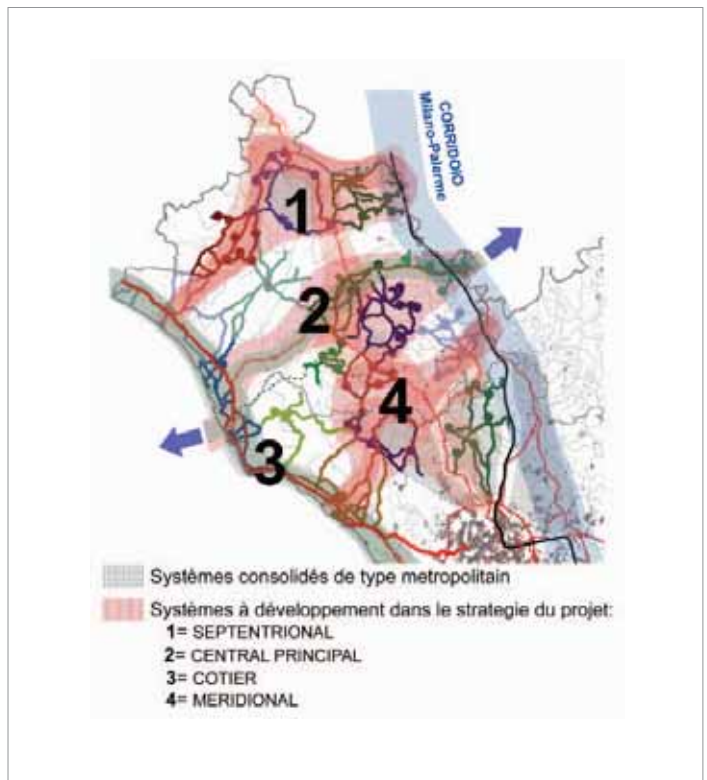 CORRIDOIO
Milano-Palerme
1
2
4
3
Systèmes consolidés de type metropolitain
Systèmes à développement dans le strategie du projet:
1= SEPTENTRIONAL
2= CENTRAL PRINCIPAL
3= COTIER
4= MERIDIONAL